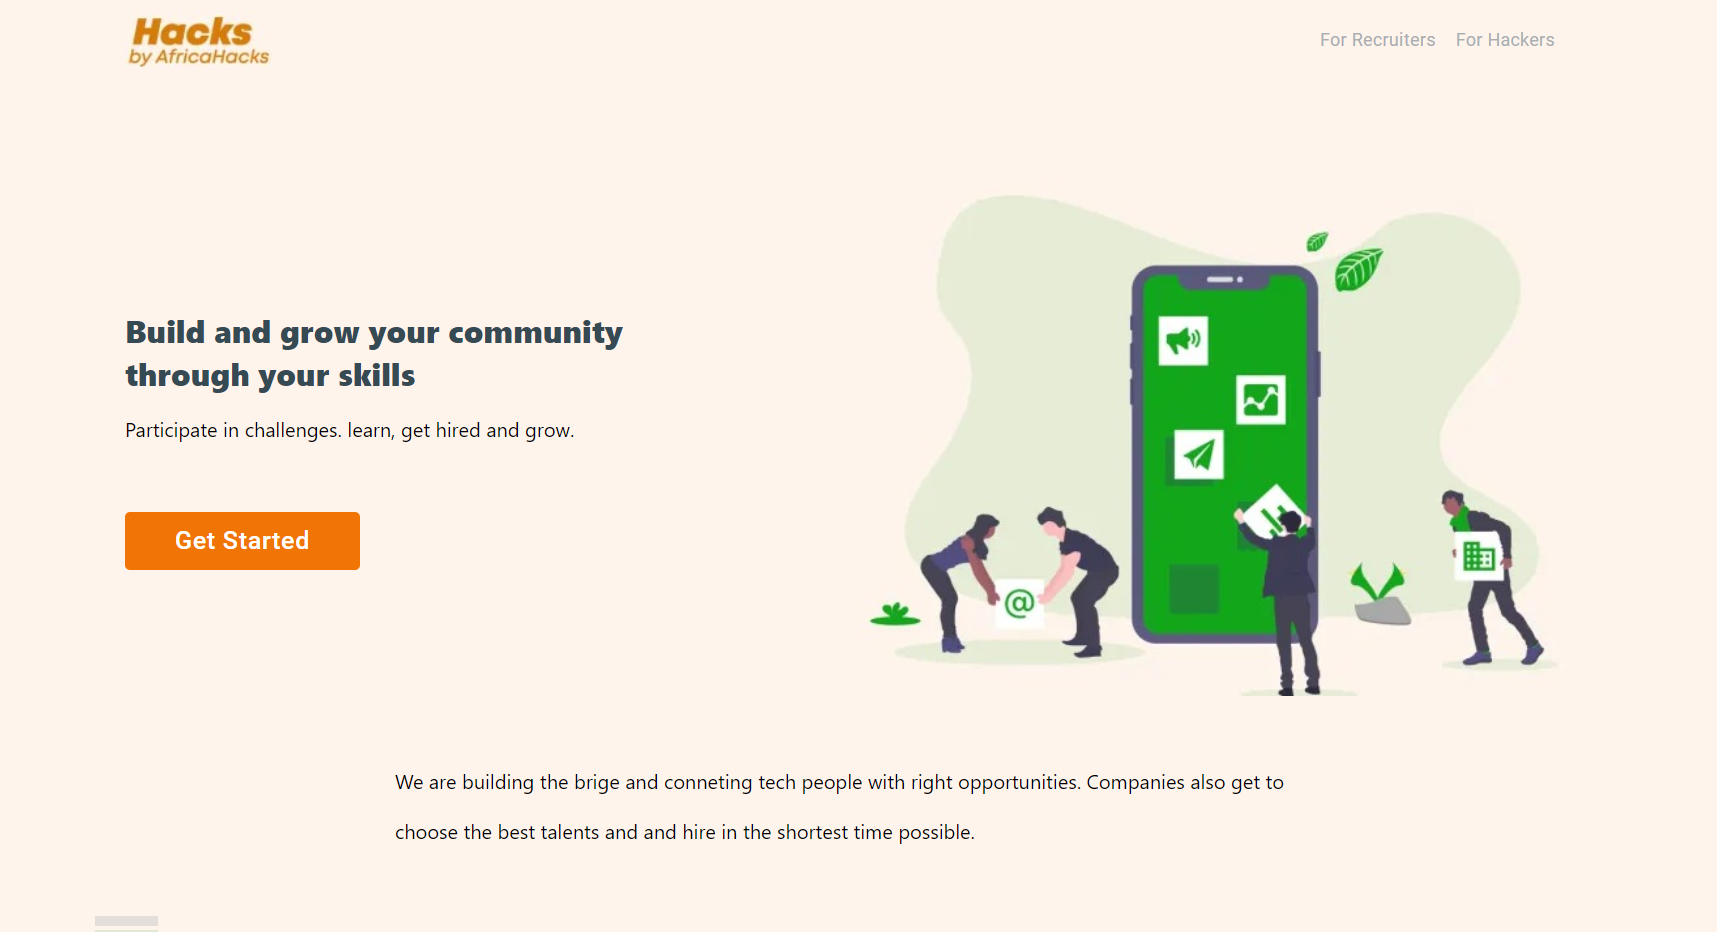 Hacks
by AfricaHacks
For Recruiters
For Hackers
Build and grow your community
through your skills
Participate in challenges. learn, get hired and grow.
Get Started
@
We are building the brige and conneting tech people with right opportunities. Companies also get to
choose the best talents and and hire in the shortest time possible.